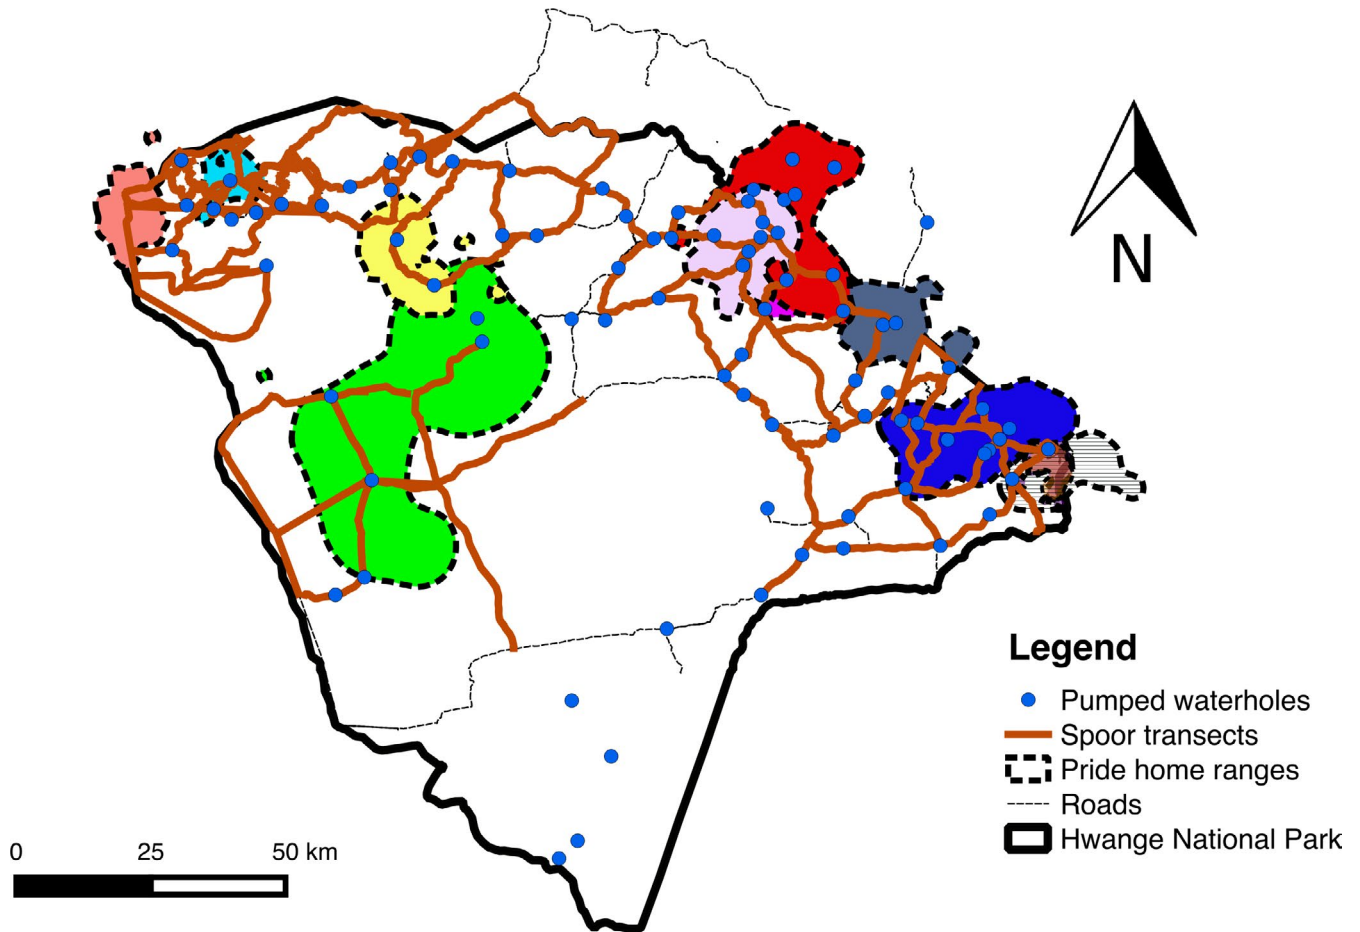 N
Legend
Pumped waterholes
Spoor transects
Pride home ranges
Roads
Hwange National Park
0 25 50 km